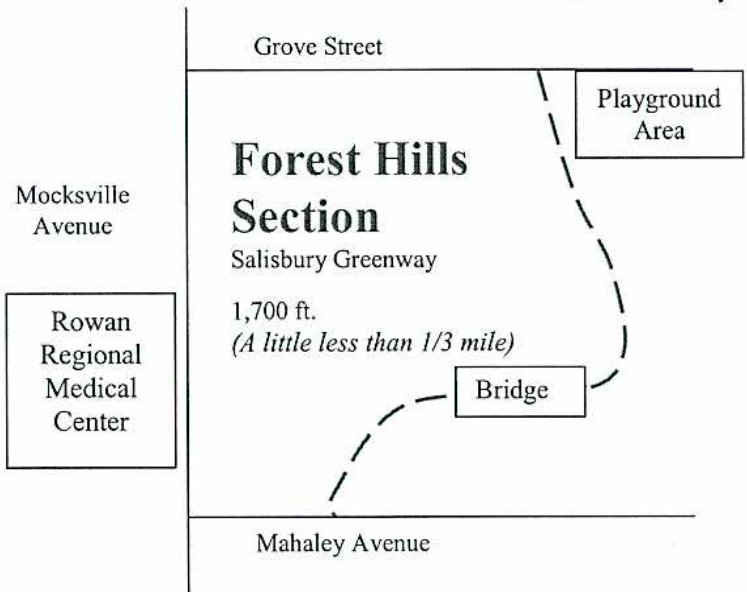 Grove Street
Playground
Area
Forest Hills
Section
Salisbury Greenway
Mocksville
Avenue
1,700 ft.
(A little less than 1/3 mile)
Rowan
Regional
Medical
Center
Bridge
Mahaley Avenue